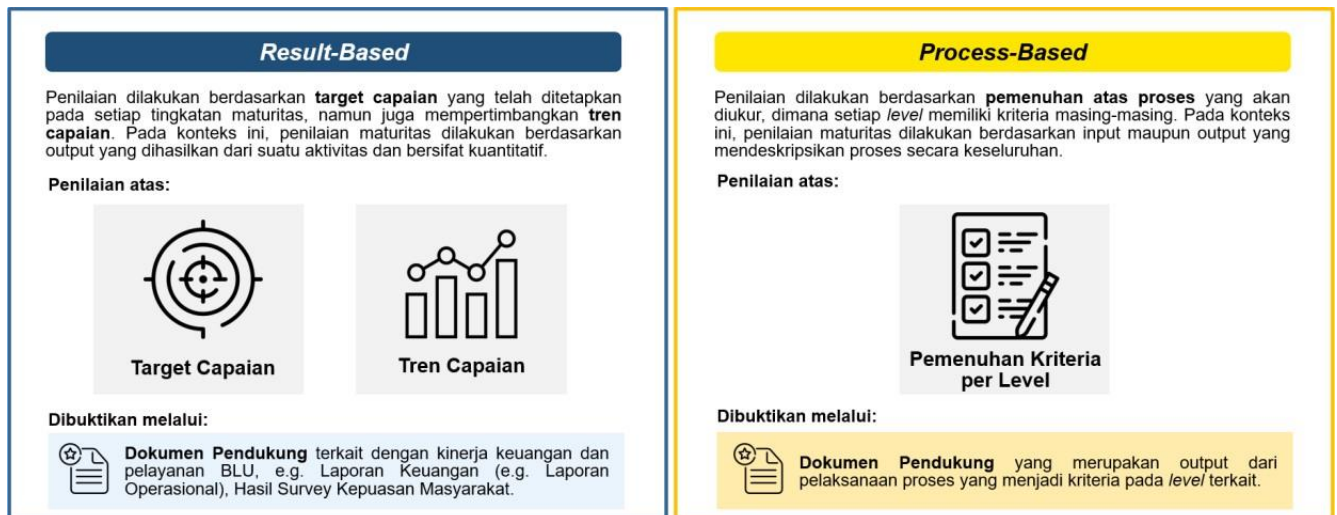 Result-Based
Penilaian dilakukan berdasarkan target capaian yang telah ditetapkan
pada setiap tingkatan maturitas, namun juga mempertimbangkan tren
capaian. Pada konteks ini, penilaian maturitas dilakukan berdasarkan
output yang dihasilkan dari suatu aktivitas dan bersifat kuantitatif.
Penilaian atas:
Target Capaian
Tren Capaian
Dibuktikan melalui:
Dokumen Pendukung terkait dengan kinerja keuangan dan
pelayanan BLU, e.g. Laporan Keuangan (e.g. Laporan
Operasional), Hasil Survey Kepuasan Masyarakat.
Process-Based
Penilaian dilakukan berdasarkan pemenuhan atas proses yang akan
diukur, dimana setiap level memiliki kriteria masing-masing. Pada konteks
ini, penilaian maturitas dilakukan berdasarkan input maupun output yang
mendeskripsikan proses secara keseluruhan.
Penilaian atas:
Pemenuhan Kriteria
per Level
Dibuktikan melalui:
Dokumen Pendukung yang merupakan output dari
pelaksanaan proses yang menjadi kriteria pada level terkait.